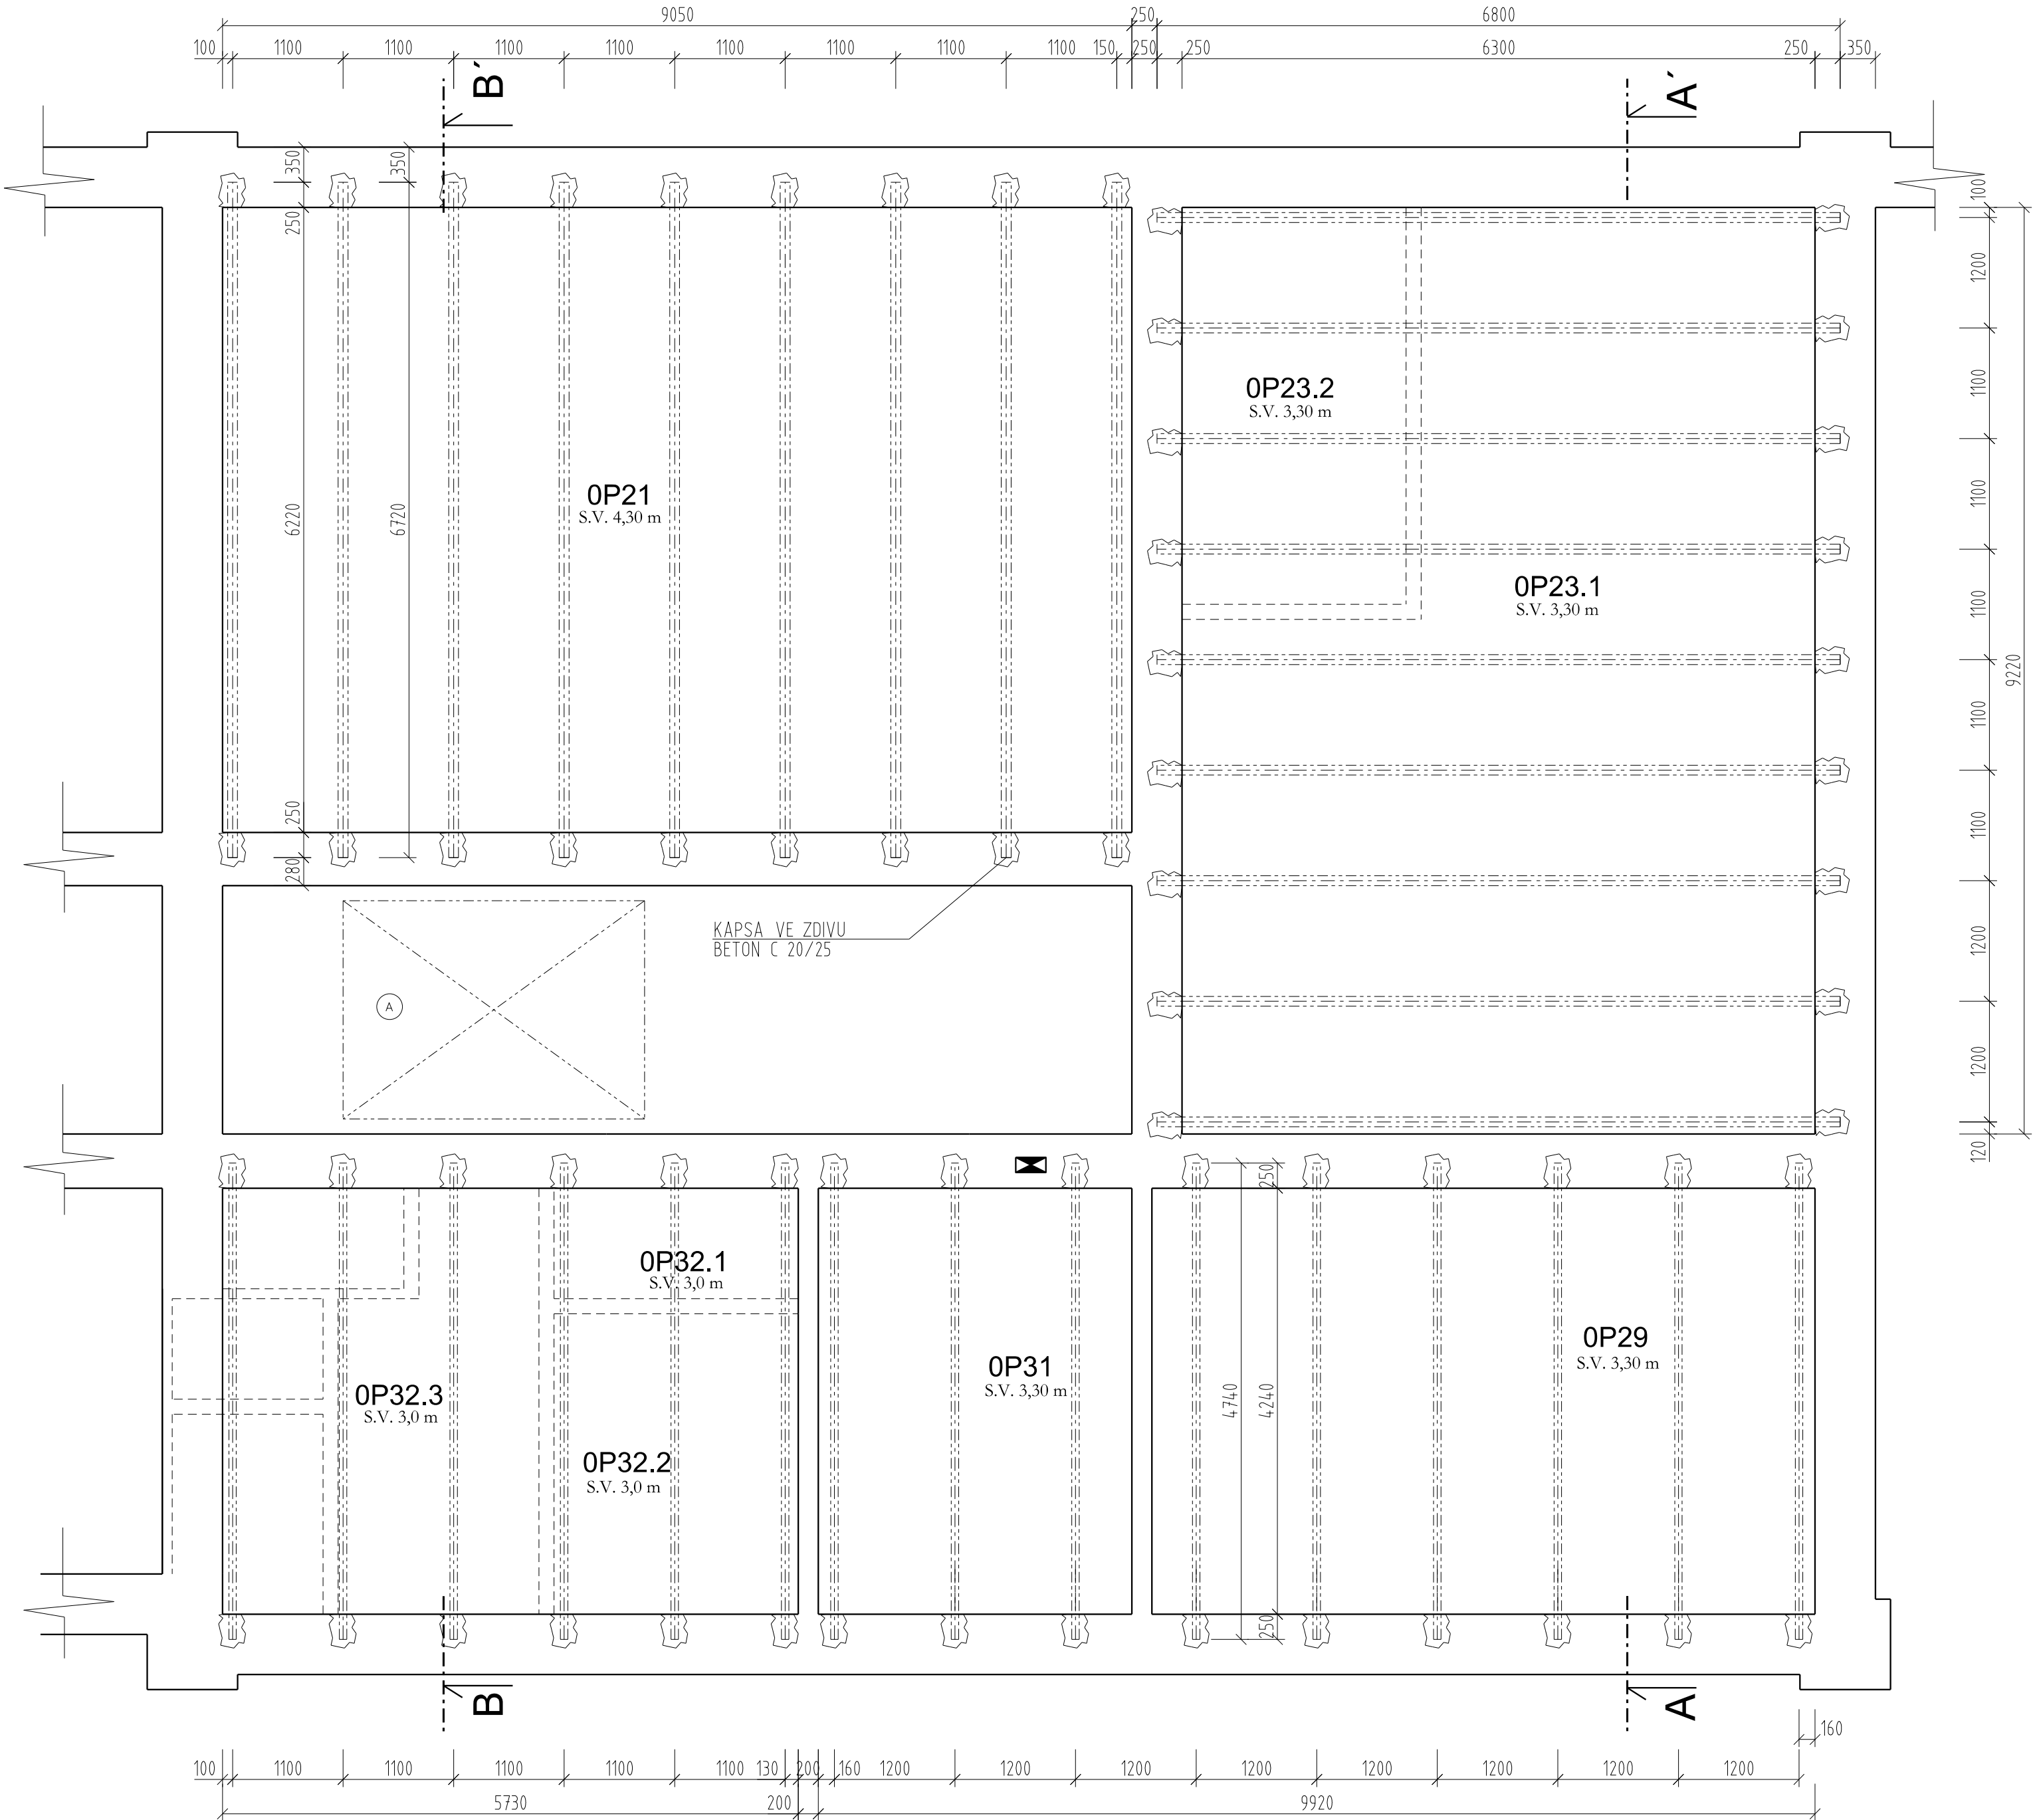 9050 250 6800
100 1100 1100 1100 1100 1100 1100 1100 1100 150 250 250 6300 250 350
B´ A´
350 350
100
250
1200
1100
0P23.2
S.V. 3,30 m
0P21
S.V. 4,30 m
6220 6720
1100
0P23.1
S.V. 3,30 m
1100
9220
1100
250
1100
280
KAPSA VE ZDIVU
BETON C 20/25
1200
A
1200
120
250
0P32.1
S.V. 3,0 m
0P29
S.V. 3,30 m
0P31
S.V. 3,30 m
0P32.3
S.V. 3,0 m
4740 4240
0P32.2
S.V. 3,0 m
250
B A
160
100 1100 1100 1100 1100 1100 130 200 160 1200 1200 1200 1200 1200 1200 1200 1200
5730 200 9920